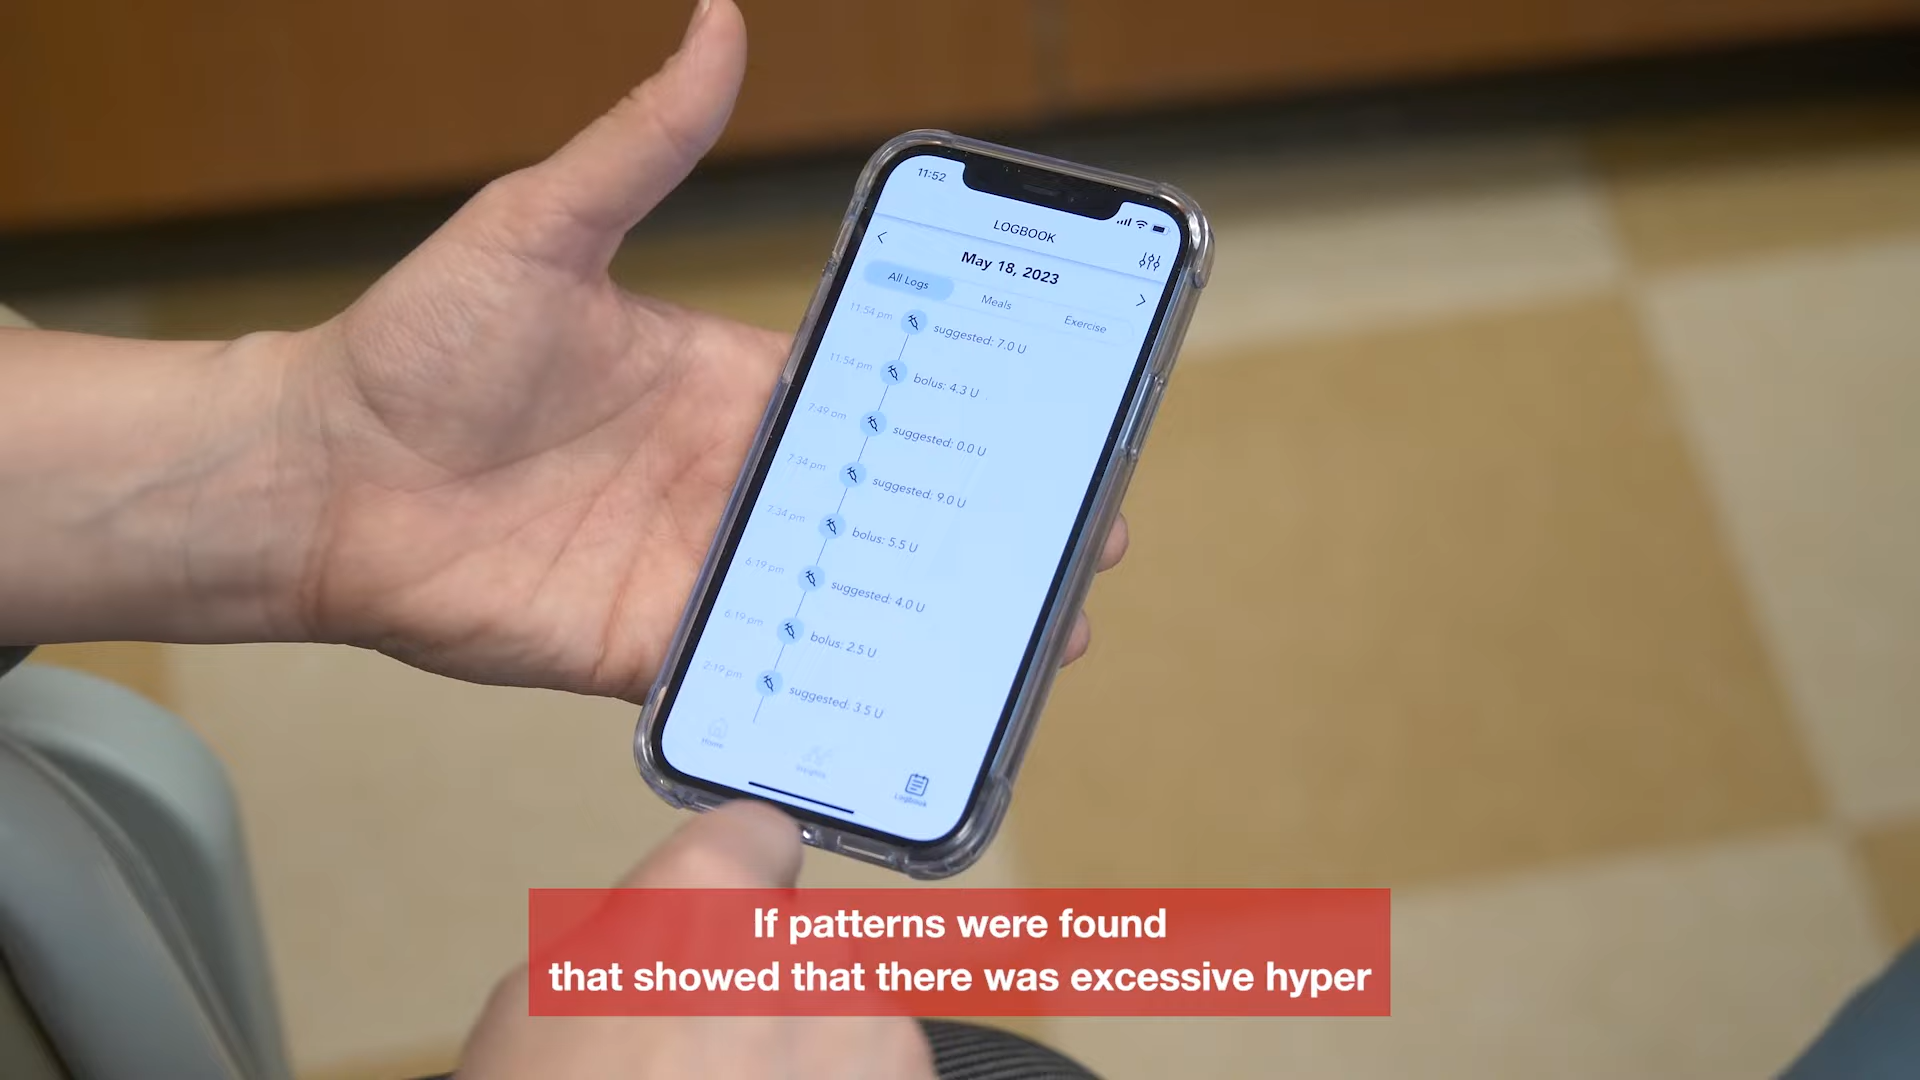 11:52
LOGBOOK
May 18, 2023
All Logs Meals Exercise
11:54 pm suggested: 7.0 U
11:54 pm bolus: 4.3 U
7:49 pm suggested: 0.0 U
7:34 pm suggested: 9.0 U
7:34 pm bolus: 5.5 U
6:19 pm suggested: 4.0 U
6:19 pm bolus: 2.5 U
2:19 pm suggested: 3.5 U
Home Insights Logbook
If patterns were found
that showed that there was excessive hyper